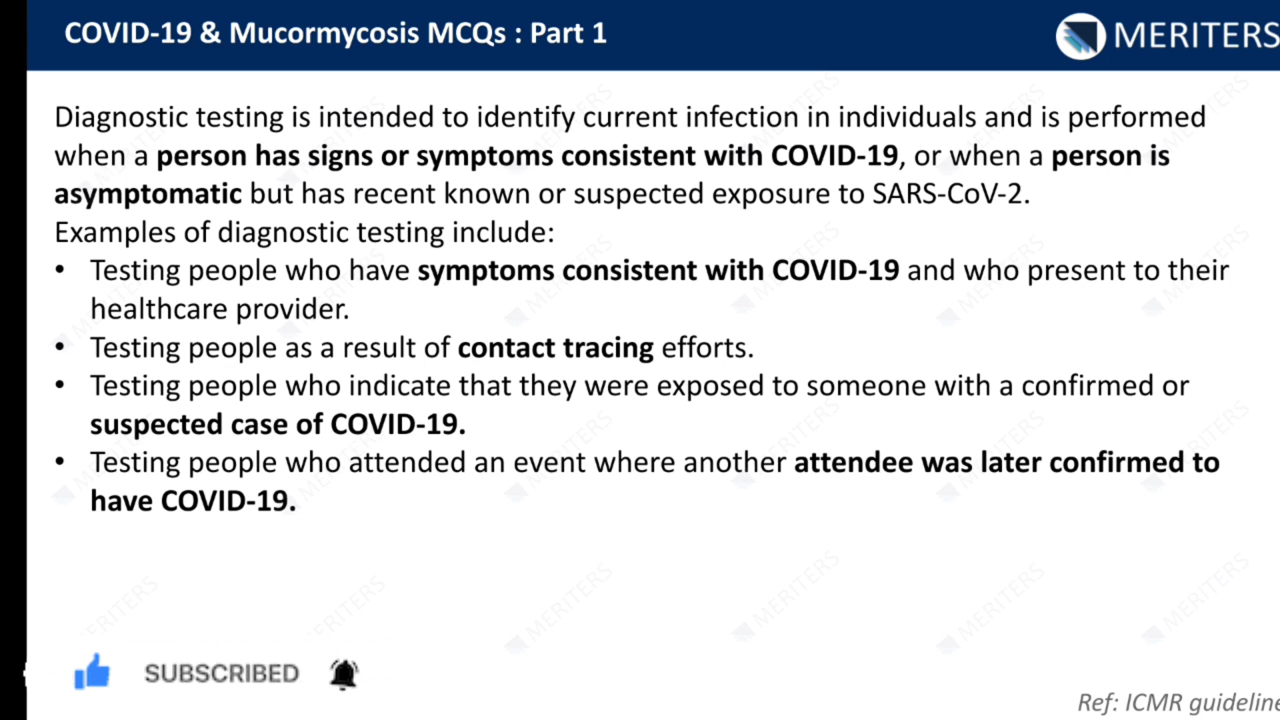 COVID-19 & Mucormycosis MCQs : Part 1
MERITERS
Diagnostic testing is intended to identify current infection in individuals and is performed
when a person has signs or symptoms consistent with COVID-19, or when a person is
asymptomatic but has recent known or suspected exposure to SARS-CoV-2.
Examples of diagnostic testing include:
• Testing people who have symptoms consistent with COVID-19 and who present to their
healthcare provider.
• Testing people as a result of contact tracing efforts.
• Testing people who indicate that they were exposed to someone with a confirmed or
suspected case of COVID-19.
• Testing people who attended an event where another attendee was later confirmed to
have COVID-19.
SUBSCRIBED
Ref: ICMR guideline